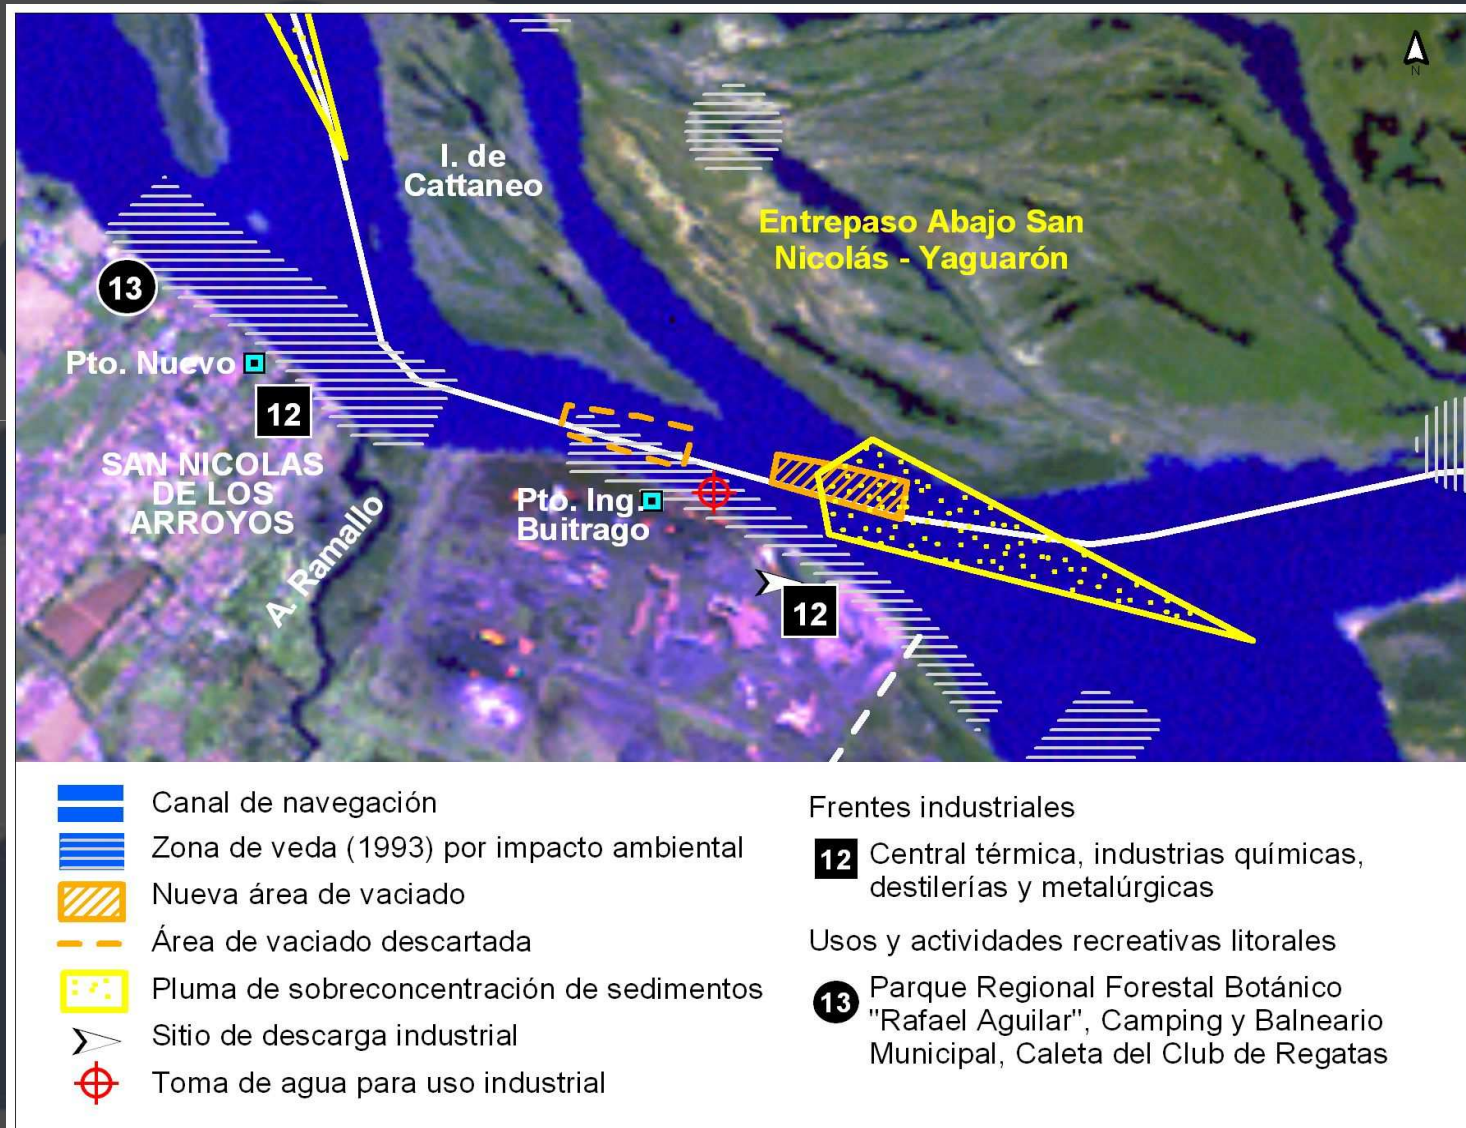 N
I. de
Cattaneo
Entrepaso Abajo San
Nicolás - Yaguarón
13
Pto. Nuevo
12
SAN NICOLAS
DE LOS
ARROYOS
A. Ramallo
Pto. Ing.
Buitrago
12
Canal de navegación
Zona de veda (1993) por impacto ambiental
Nueva área de vaciado
Área de vaciado descartada
Pluma de sobreconcentración de sedimentos
Sitio de descarga industrial
Toma de agua para uso industrial
Frentes industriales
12 Central térmica, industrias químicas,
destilerías y metalúrgicas
Usos y actividades recreativas litorales
13 Parque Regional Forestal Botánico
"Rafael Aguilar", Camping y Balneario
Municipal, Caleta del Club de Regatas